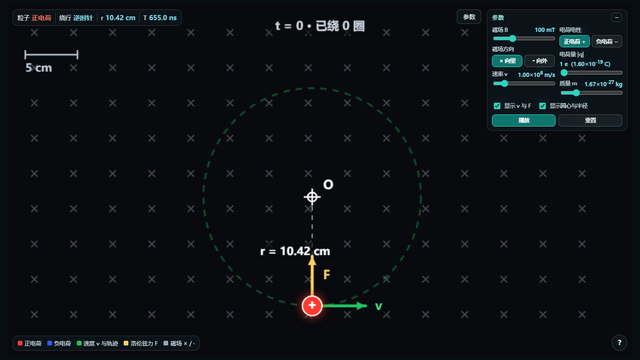 粒子 正电荷 绕行 逆时针 r 10.42 cm T 655.0 ns
t = 0 · 已绕 0 圈
参数
5 cm
参数
−
磁场 B 100 mT
磁场方向
× 向里
• 向外
速率 v 1.00×10⁶ m/s
电荷电性
正电荷 +
负电荷 −
电荷量 |q|
1 e (1.60×10⁻¹⁹ C)
质量 m 1.67×10⁻²⁷ kg
显示 v 与 F
显示圆心与半径
播放
重置
O
r = 10.42 cm
F
+
v
正电荷 负电荷 速度 v 与轨迹 洛伦兹力 F 磁场 × / ·
?